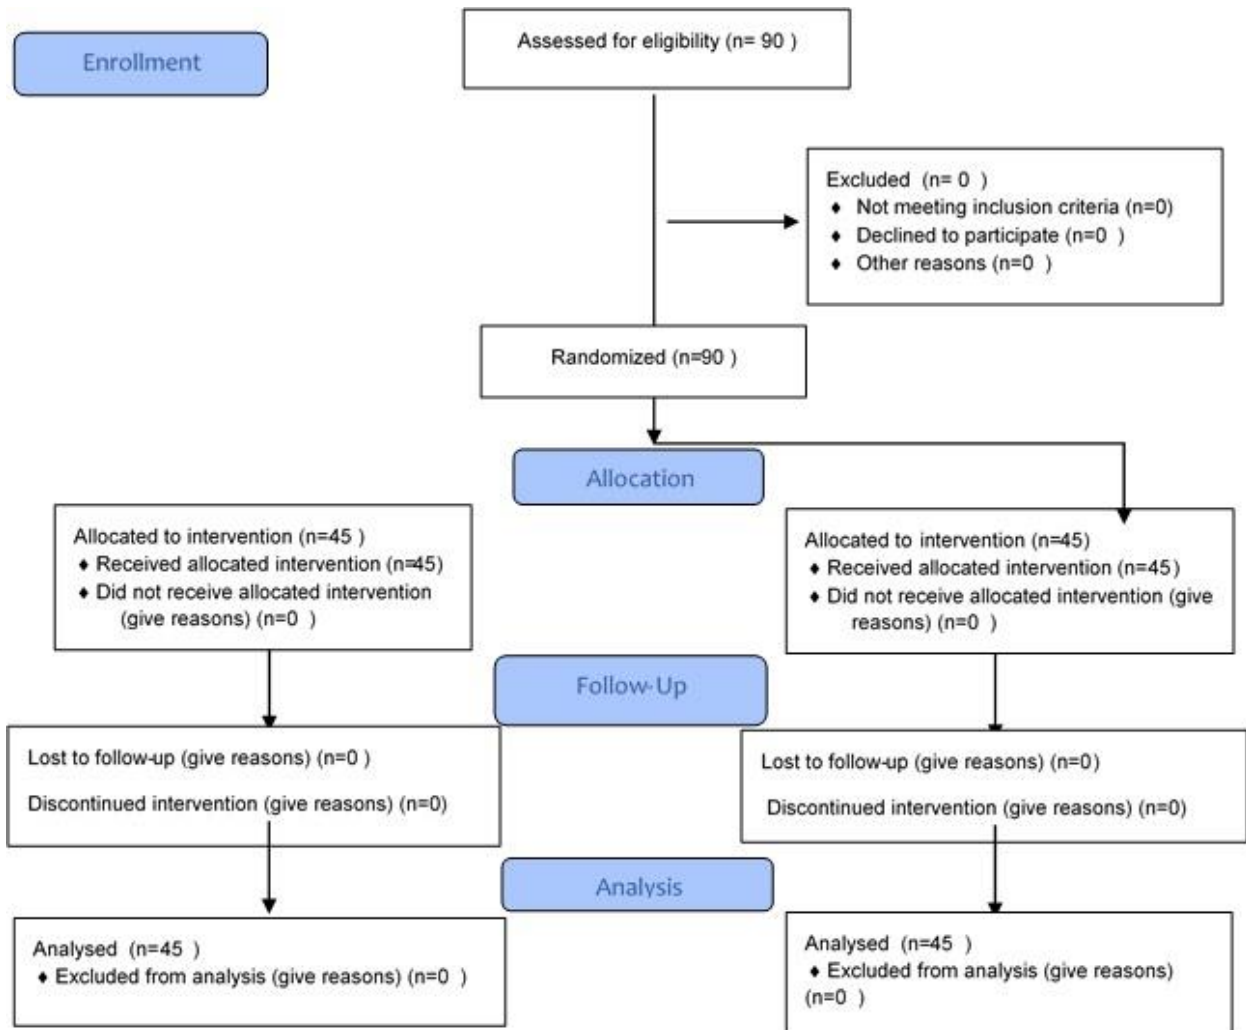 Enrollment
Assessed for eligibility (n= 90 )
Excluded (n= 0 )
♦ Not meeting inclusion criteria (n=0)
♦ Declined to participate (n=0 )
♦ Other reasons (n=0 )
Randomized (n=90 )
Allocation
Allocated to intervention (n=45 )
♦ Received allocated intervention (n=45)
♦ Did not receive allocated intervention
(give reasons) (n=0 )
Allocated to intervention (n=45)
♦ Received allocated intervention (n=45)
♦ Did not receive allocated intervention (give
reasons) (n=0 )
Follow-Up
Lost to follow-up (give reasons) (n=0 )
Discontinued intervention (give reasons) (n=0)
Lost to follow-up (give reasons) (n=0)
Discontinued intervention (give reasons) (n=0)
Analysis
Analysed (n=45 )
♦ Excluded from analysis (give reasons) (n=0 )
Analysed (n=45 )
♦ Excluded from analysis (give reasons)
(n=0 )